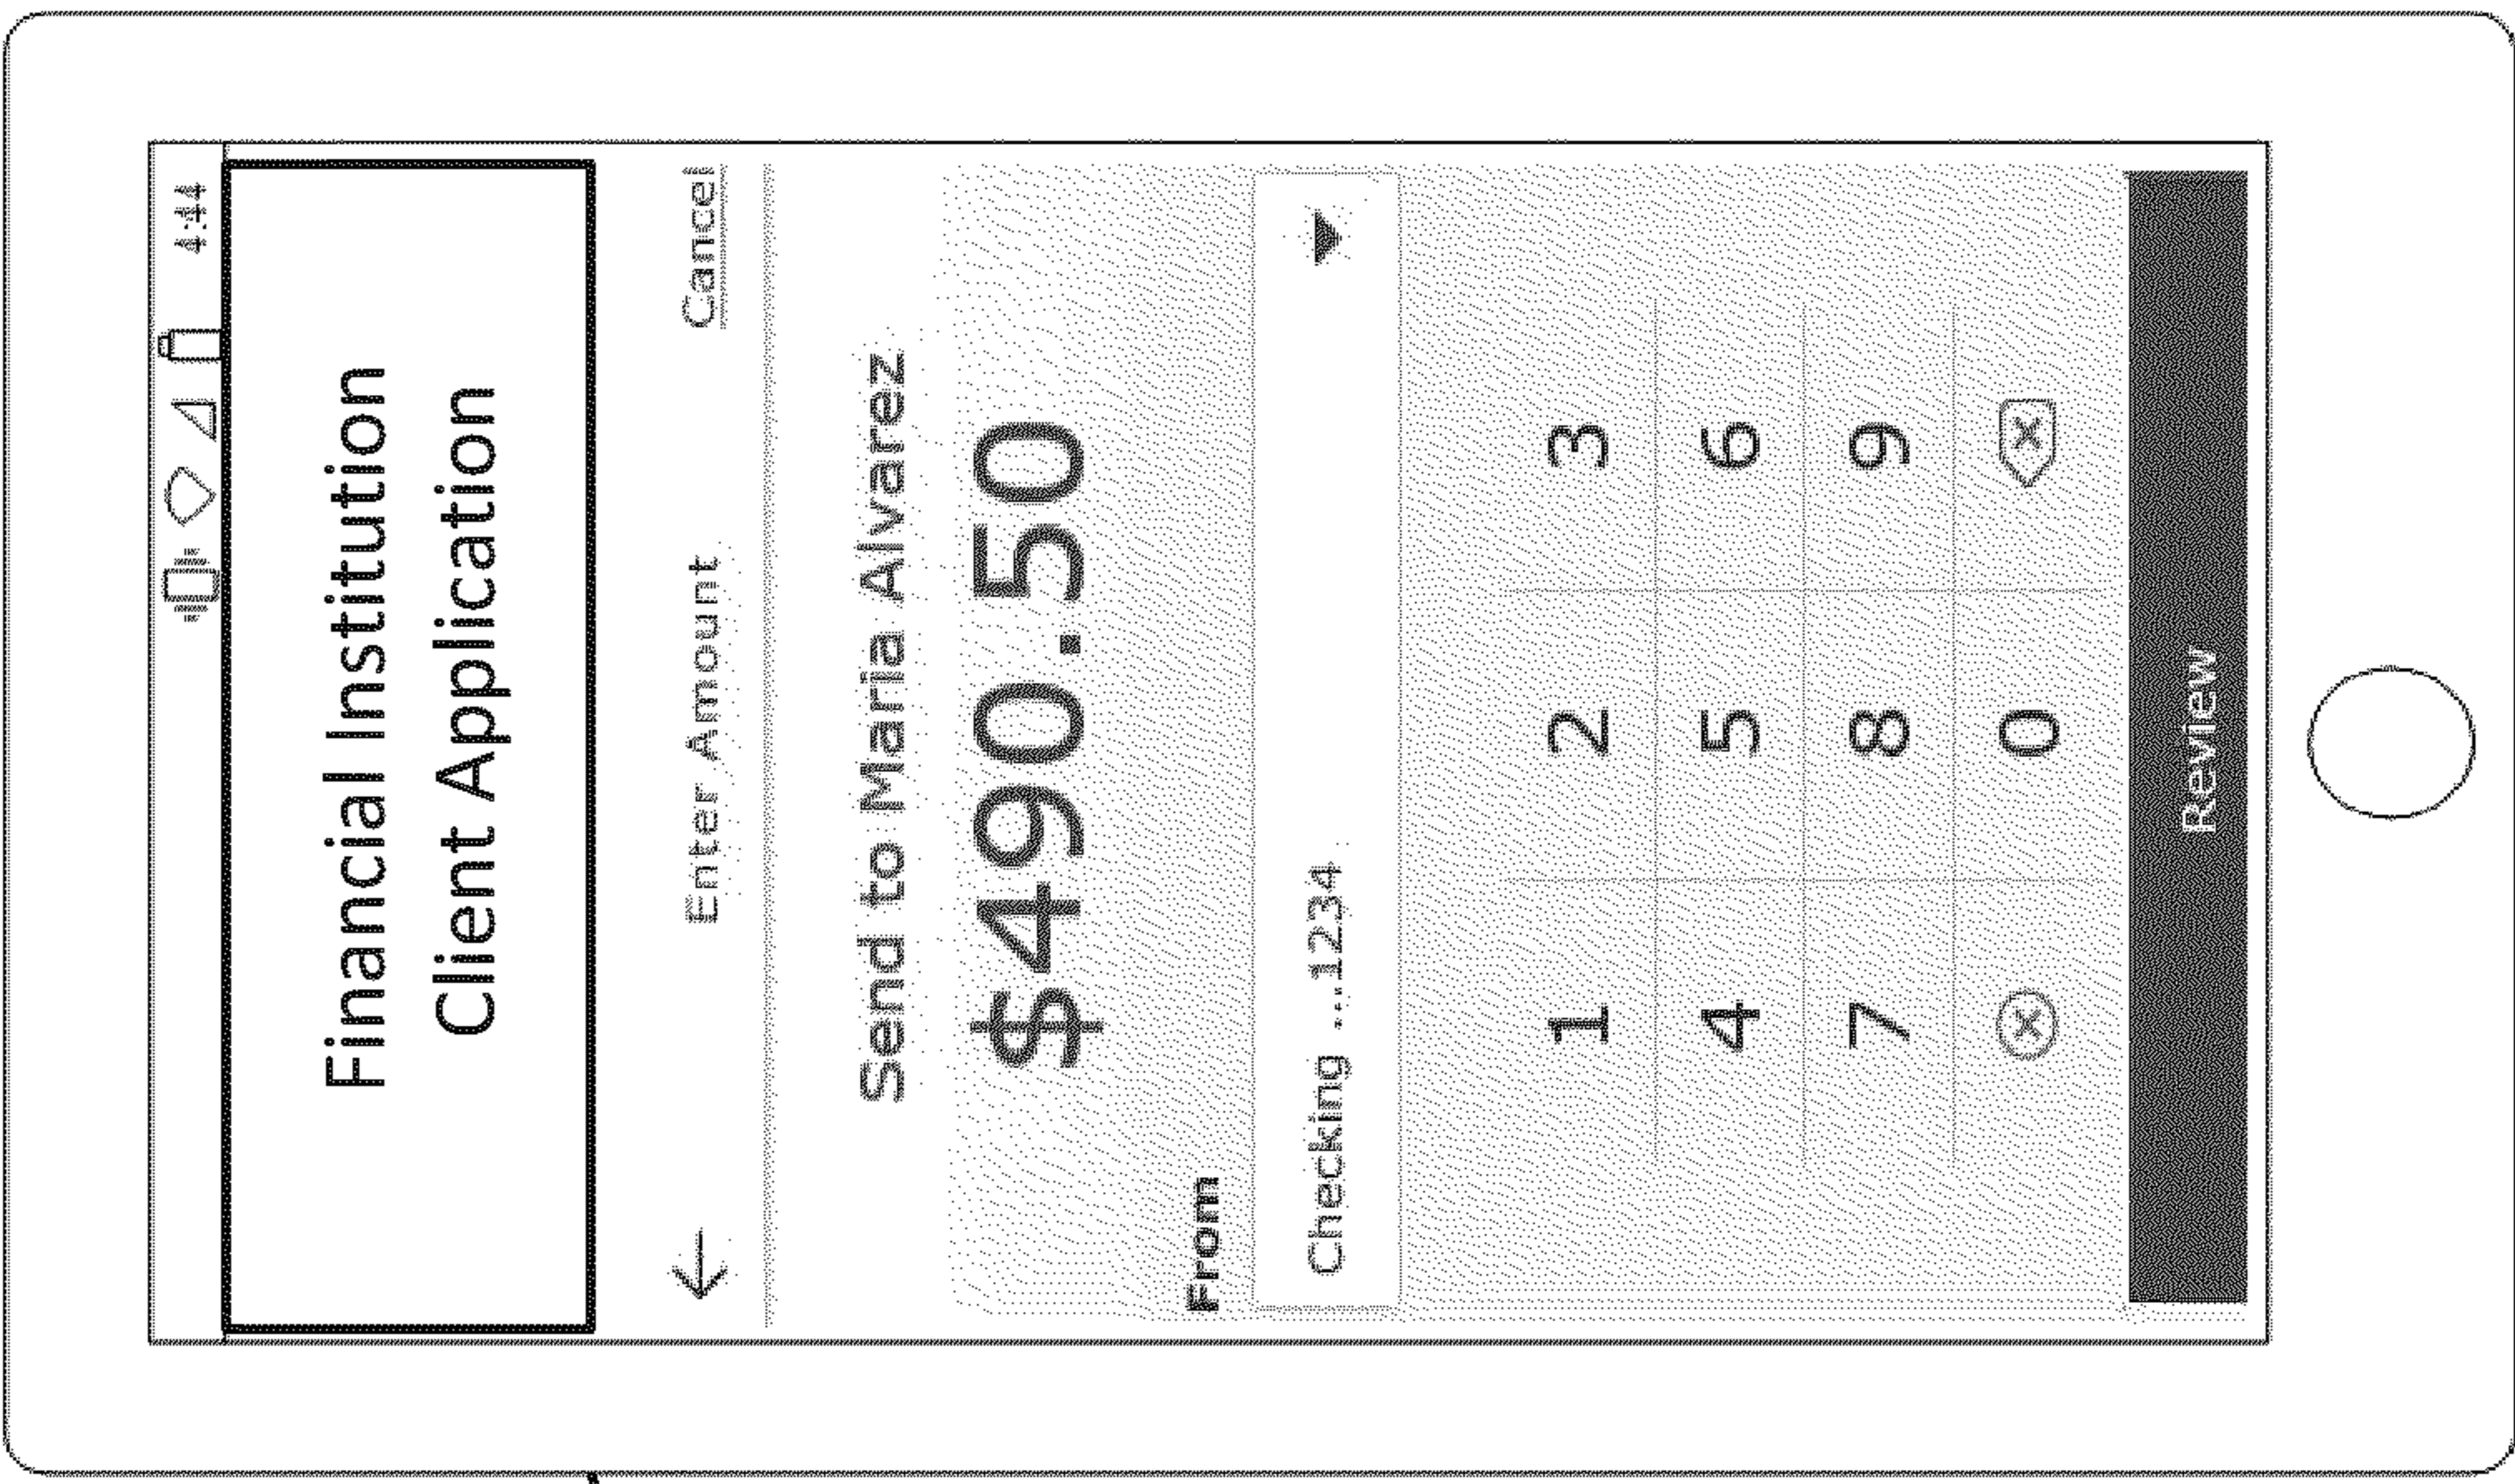 4:44
Financial Institution
Client Application
Enter Amount Cancel
Send to Maria Alvarez
$490.50
From
Checking ...1234
1 2 3
4 5 6
7 8 9
0
Review